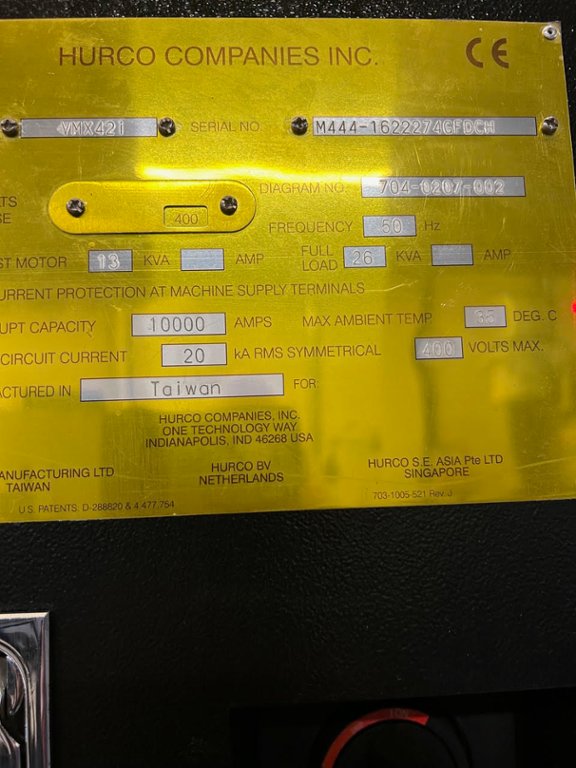 HURCO COMPANIES INC. CE
VMX42i SERIAL NO. M444-1622274CFDCH
DIAGRAM NO. 704-0207-002
400
FREQUENCY 50 Hz
MOTOR 13 KVA AMP FULL LOAD 26 KVA AMP
CURRENT PROTECTION AT MACHINE SUPPLY TERMINALS
UPT CAPACITY 10000 AMPS MAX AMBIENT TEMP. 35 DEG. C
CIRCUIT CURRENT 20 kA RMS SYMMETRICAL 400 VOLTS MAX.
ACTURED IN Taiwan FOR:
HURCO COMPANIES, INC.
ONE TECHNOLOGY WAY
INDIANAPOLIS, IND 46268 USA
ANUFACTURING LTD HURCO BV HURCO S.E. ASIA Pte LTD
TAIWAN NETHERLANDS SINGAPORE
U.S. PATENTS. D-288820 & 4,477,754 703-1005-521 Rev.